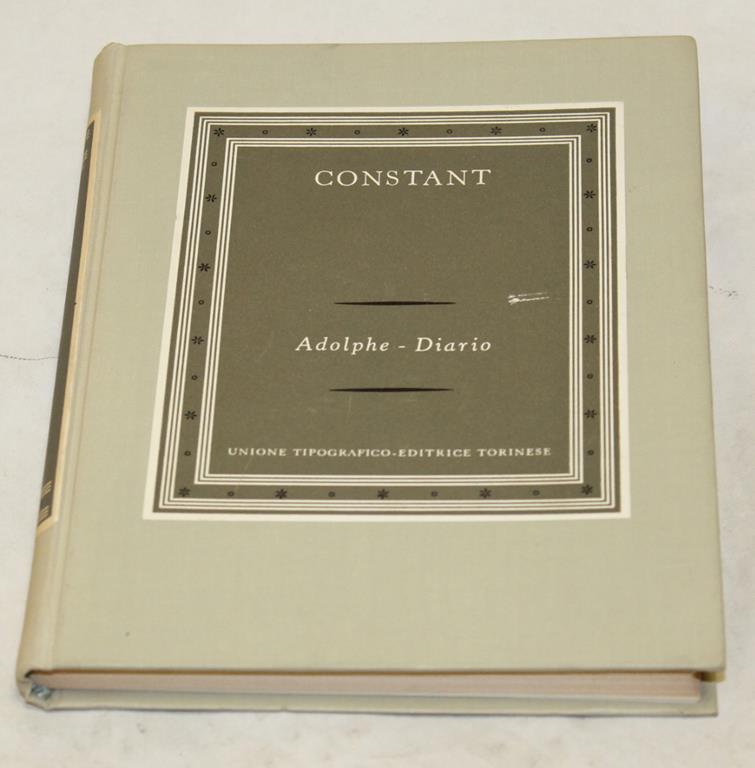 CONSTANT
Adolphe - Diario
UNIONE TIPOGRAFICO-EDITRICE TORINESE